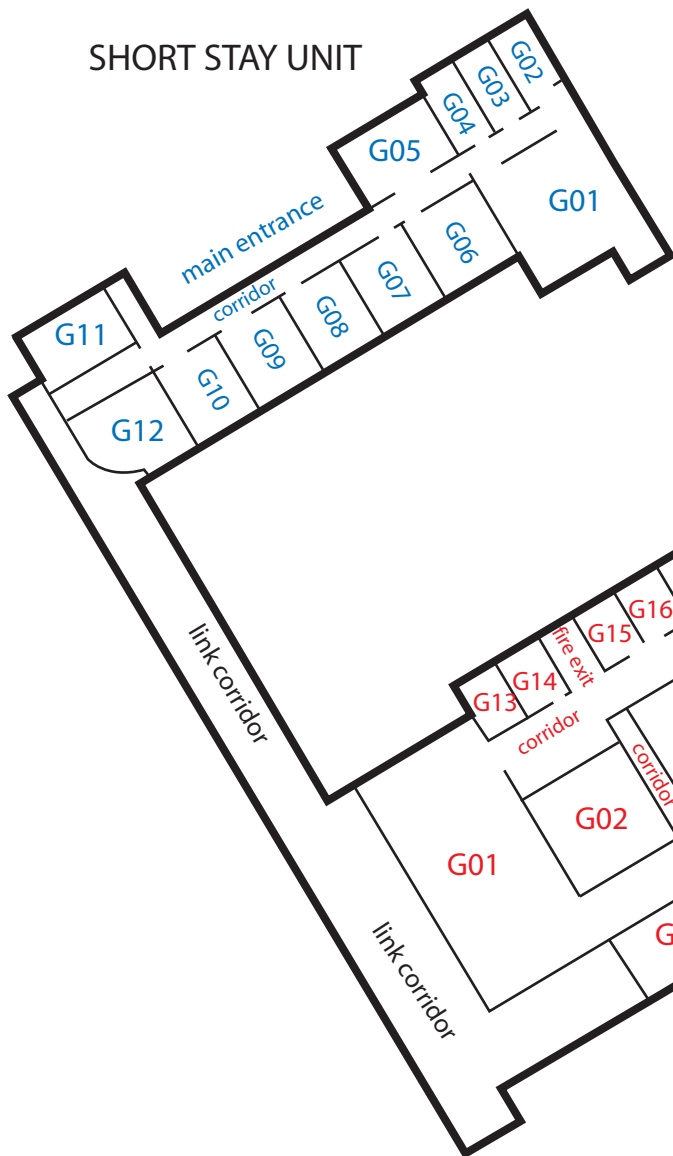 SHORT STAY UNIT
G02
G03
G04
G05
G01
main entrance
G06
corridor
G07
G08
G09
G10
G11
G12
link corridor
G16
G15
fire exit
G14
G13
corridor
corridor
G02
G01
link corridor
G